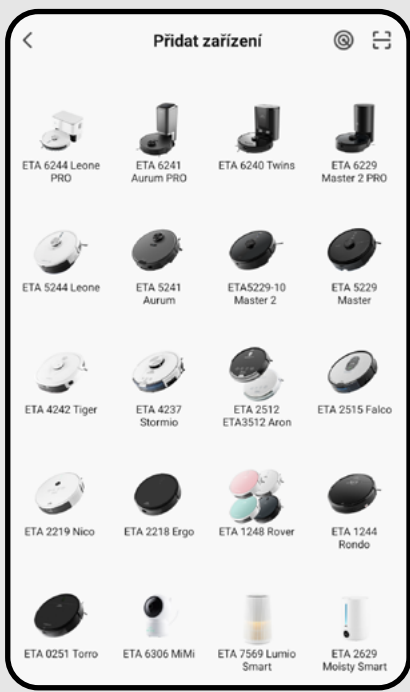 Přidat zařízení
ETA 6244 Leone
PRO
ETA 6241
Aurum PRO
ETA 6240 Twins
ETA 6229
Master 2 PRO
ETA 5244 Leone
ETA 5241
Aurum
ETA5229-10
Master 2
ETA 5229
Master
ETA 4242 Tiger
ETA 4237
Stormio
ETA 2512
ETA3512 Aron
ETA 2515 Falco
ETA 2219 Nico
ETA 2218 Ergo
ETA 1248 Rover
ETA 1244
Rondo
ETA 0251 Torro
ETA 6306 MiMi
ETA 7569 Lumio
Smart
ETA 2629
Moisty Smart